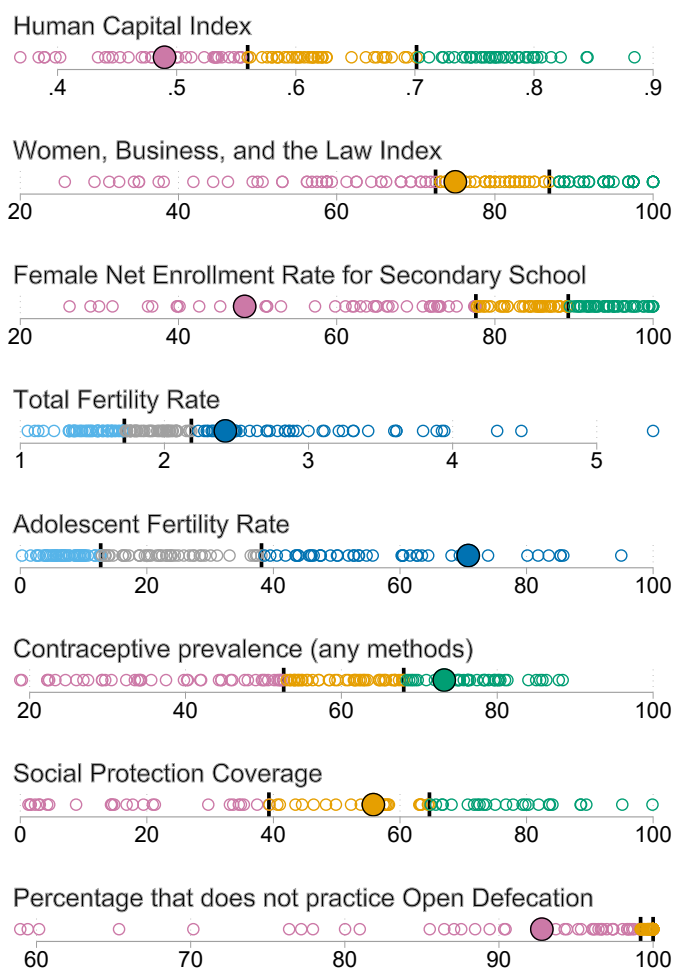 Human Capital Index
.4 .5 .6 .7 .8 .9
Women, Business, and the Law Index
20 40 60 80 100
Female Net Enrollment Rate for Secondary School
20 40 60 80 100
Total Fertility Rate
1 2 3 4 5
Adolescent Fertility Rate
0 20 40 60 80 100
Contraceptive prevalence (any methods)
20 40 60 80 100
Social Protection Coverage
0 20 40 60 80 100
Percentage that does not practice Open Defecation
60 70 80 90 100